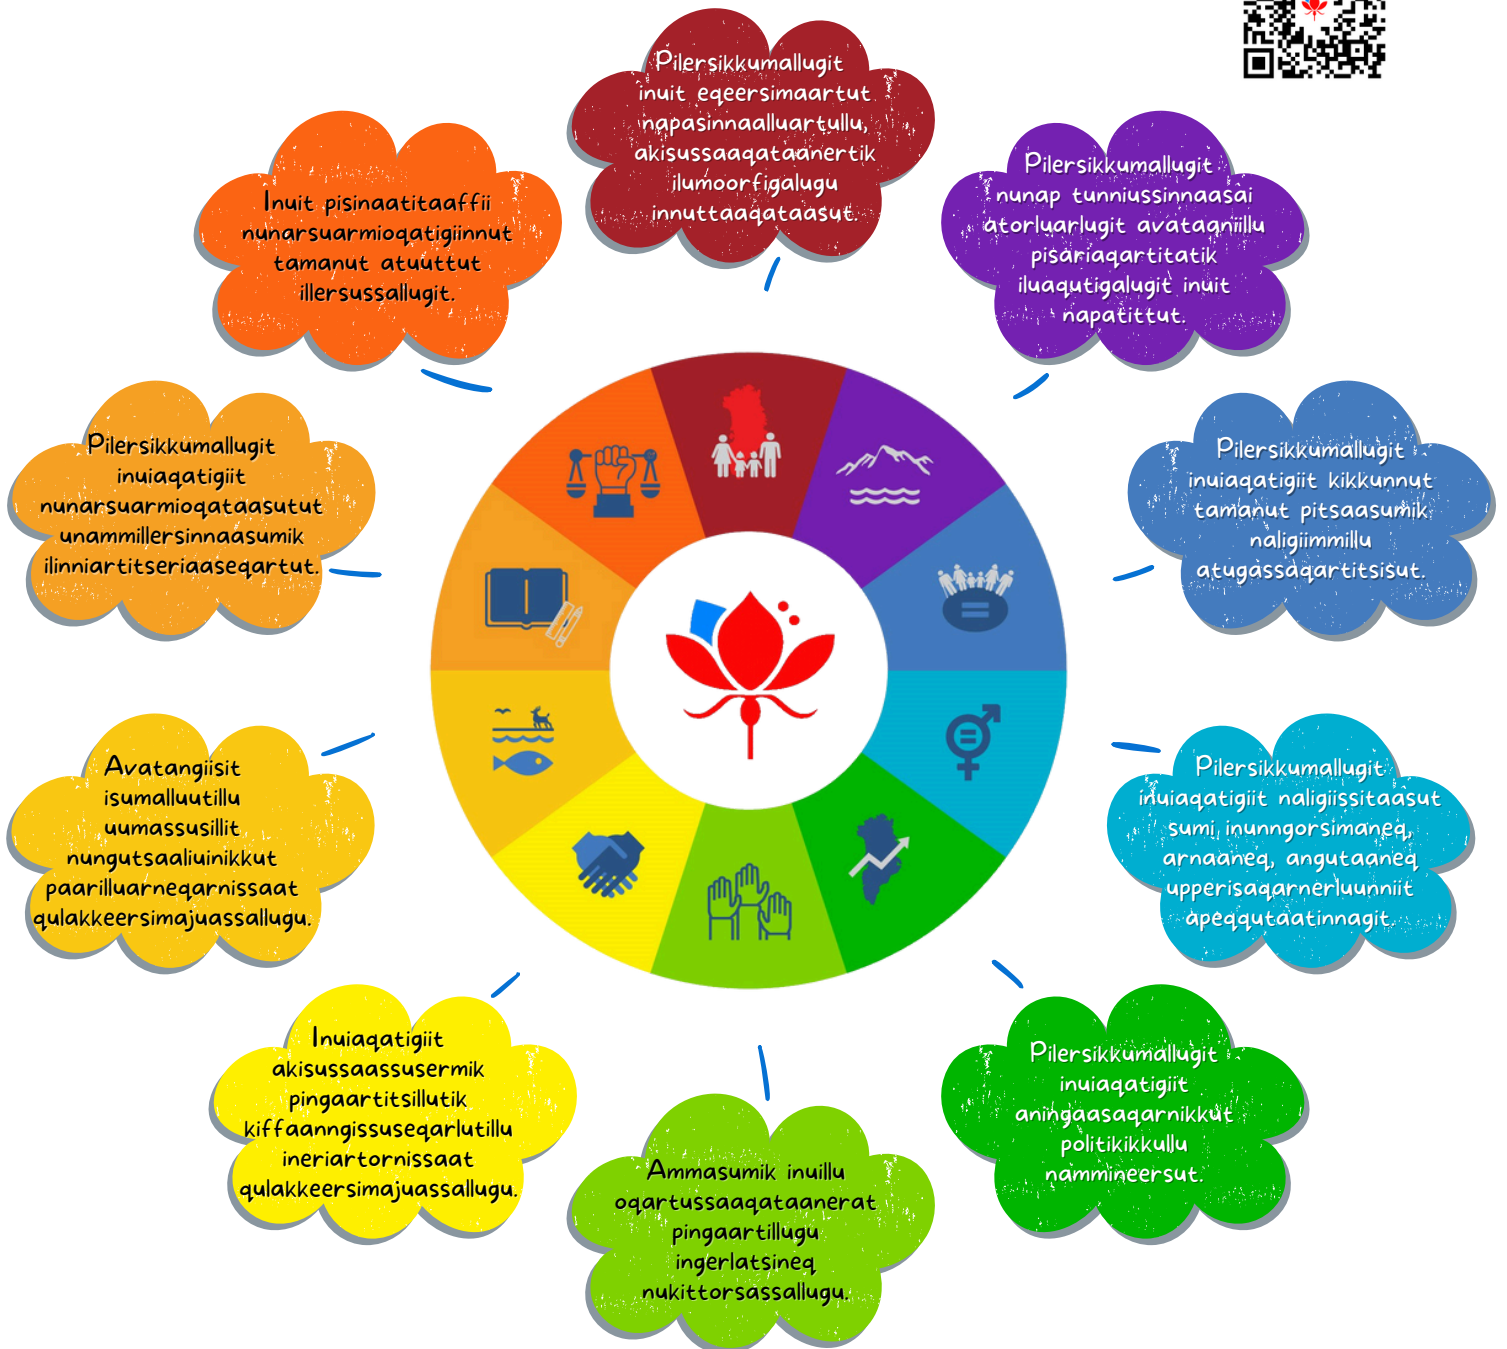 Pilersikkumallugit
inuit eqeersimaartut
napasinnaalluartullu,
akisussaaqataanertik
ilumoorfigalugu
innuttaaqataasut.
Pilersikkumallugit
nunap tunniussinnaasai
atorluarlugit avataaniillu
pisariaqartitatik
iluaqutigalugit inuit
napatittut.
Pilersikkumallugit
inuiaqatigiit kikkunnut
tamanut pitsaasumik
naligiimmillu
atugassaqartitsisut.
Pilersikkumallugit
inuiaqatigiit naligiissitaasut
sumi inunngorsimaneq,
arnaaneq, angutaaneq
upperisaqarnerluunniit
apeqqutaatinnagit.
Pilersikkumallugit
inuiaqatigiit
aningaasaqarnikkut
politikikkullu
nammineersut.
Ammasumik inuillu
oqartussaaqataanerat
pingaartillugu
ingerlatsineq
nukittorsassallugu.
Inuiaqatigiit
akisussaassusermik
pingaartitsillutik
kiffaanngissuseqarlutillu
ineriartornissaat
qulakkeersimajuassallugu.
Avatangiisit
isumalluutillu
uumassusillit
nungutsaaliuinikkut
paarilluarneqarnissaat
qulakkeersimajuassallugu.
Pilersikkumallugit
inuiaqatigiit
nunarsuarmioqataasutut
unammillersinnaasumik
ilinniartitseriaaseqartut.
Inuit pisinaatitaaffii
nunarsuarmioqatigiinnut
tamanut atuuttut
illersussallugit.